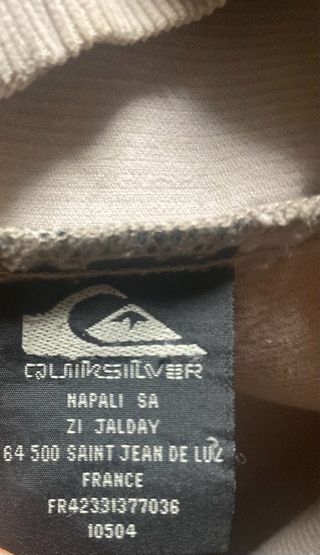 QUIKSILVER
NAPALI SA
ZI JALDAY
64 500 SAINT JEAN DE LUZ
FRANCE
FR42331377036
10504